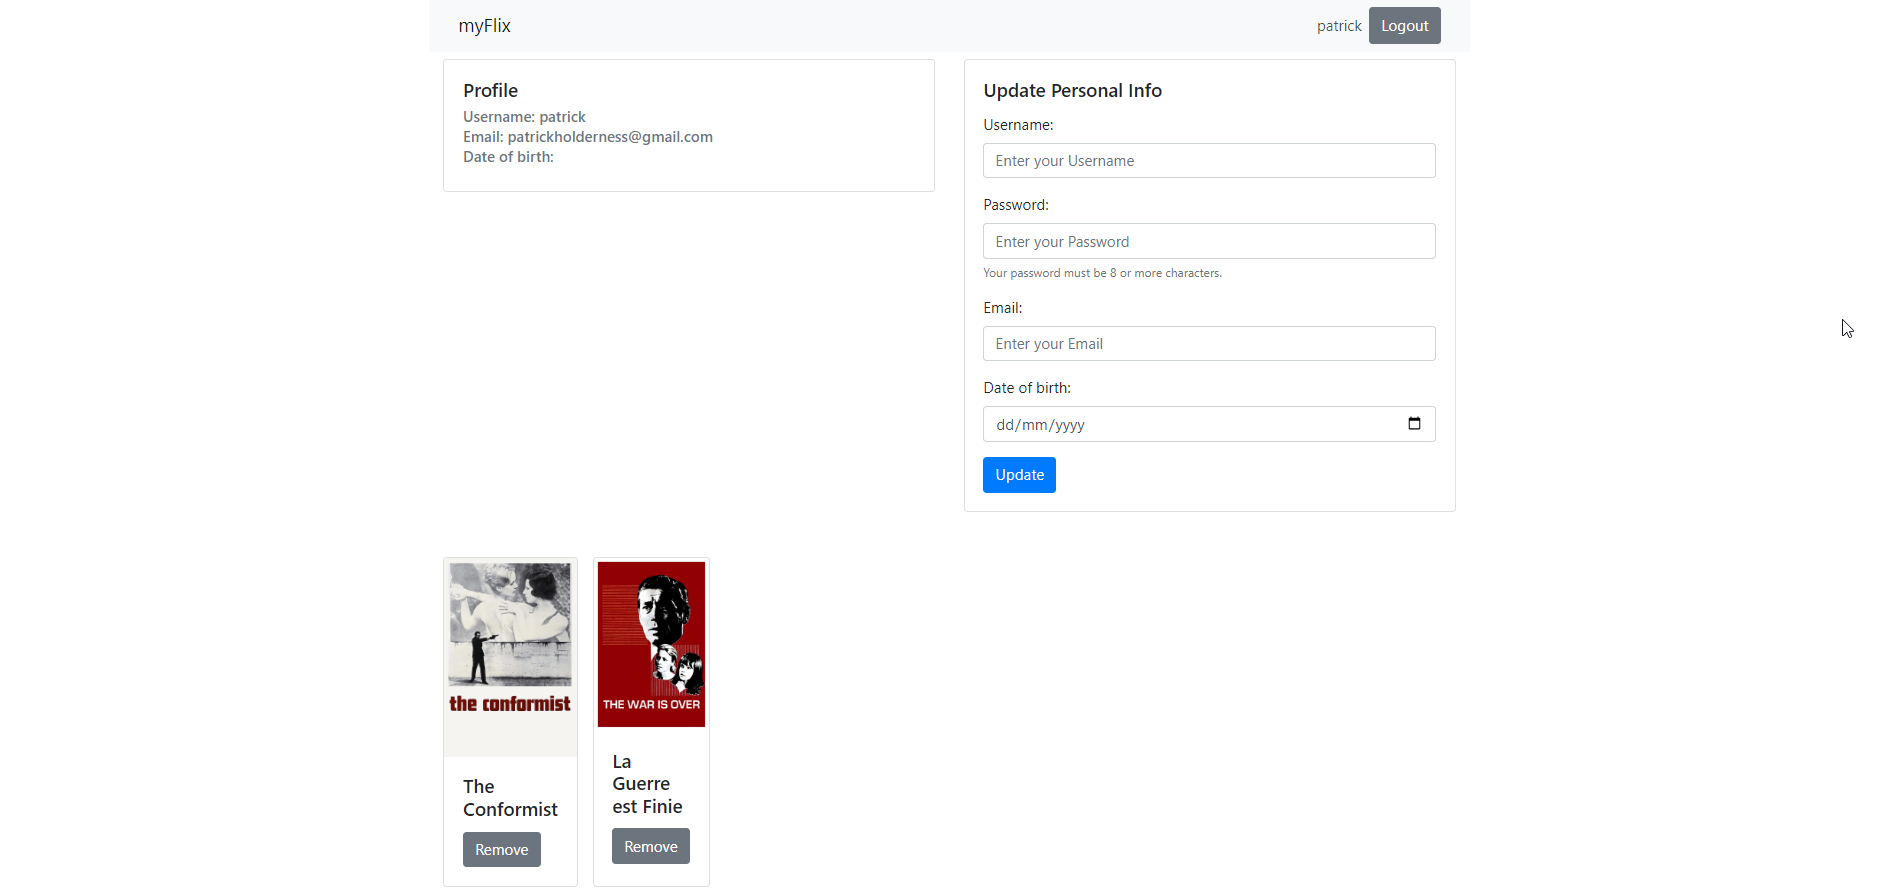 myFlix
patrick
Logout
Profile
Username: patrick
Email: patrickholderness@gmail.com
Date of birth:
Update Personal Info
Username:
Enter your Username
Password:
Enter your Password
Your password must be 8 or more characters.
Email:
Enter your Email
Date of birth:
dd/mm/yyyy
Update
the conformist
The
Conformist
Remove
THE WAR IS OVER
La
Guerre
est Finie
Remove